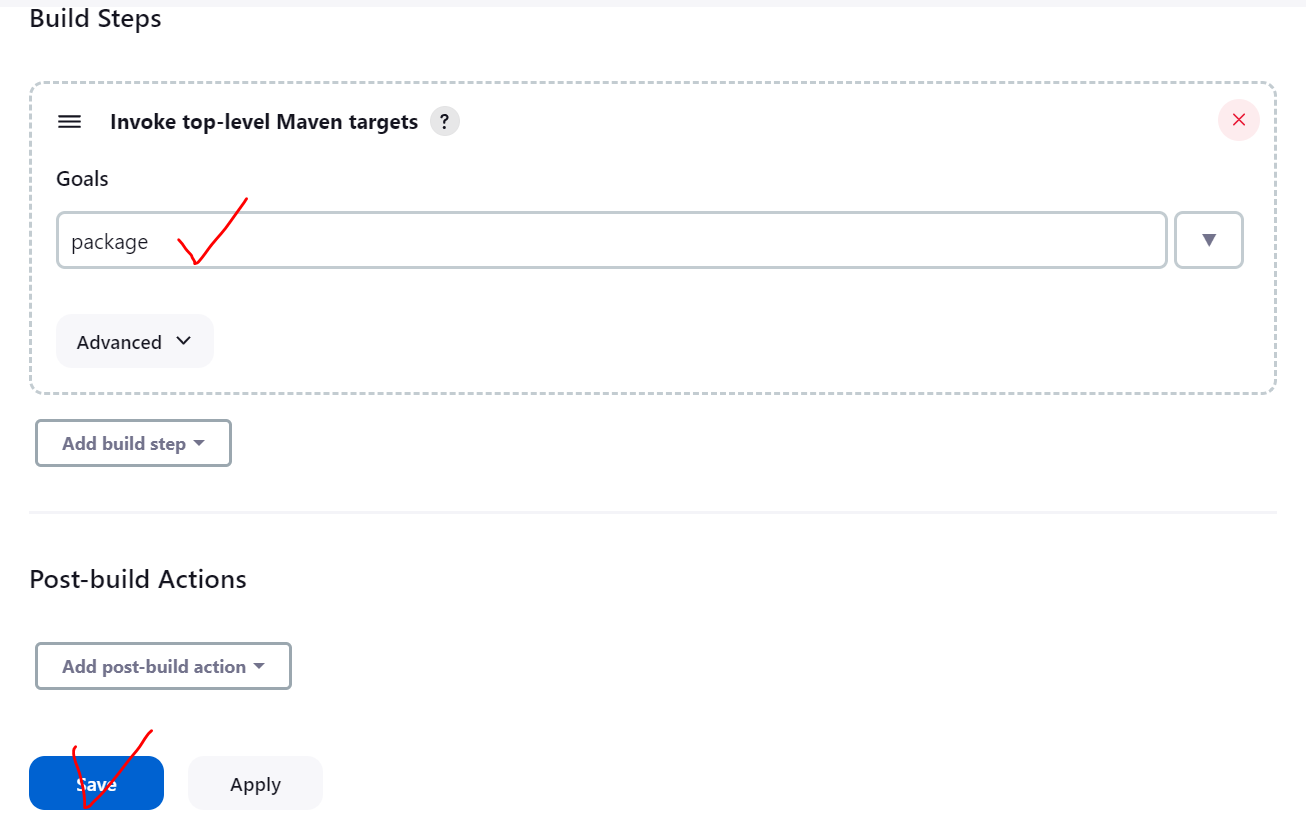 Build Steps
Invoke top-level Maven targets ?
Goals
package
Advanced
Add build step
Post-build Actions
Add post-build action
Save Apply